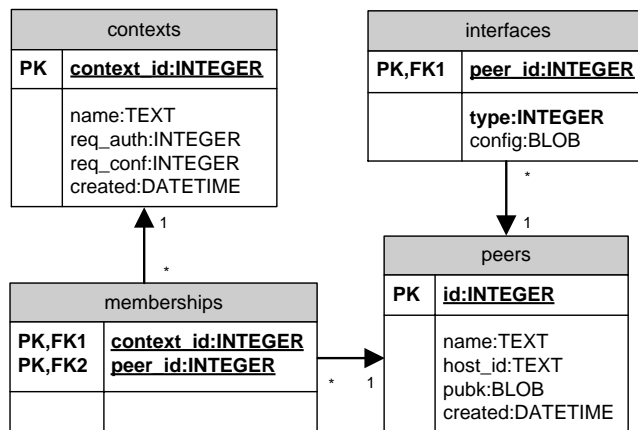 contexts
PK context_id:INTEGER
name:TEXT
req_auth:INTEGER
req_conf:INTEGER
created:DATETIME
interfaces
PK,FK1 peer_id:INTEGER
type:INTEGER
config:BLOB
1
*
*
1
memberships
PK,FK1 context_id:INTEGER
PK,FK2 peer_id:INTEGER
*
1
peers
PK id:INTEGER
name:TEXT
host_id:TEXT
pubk:BLOB
created:DATETIME